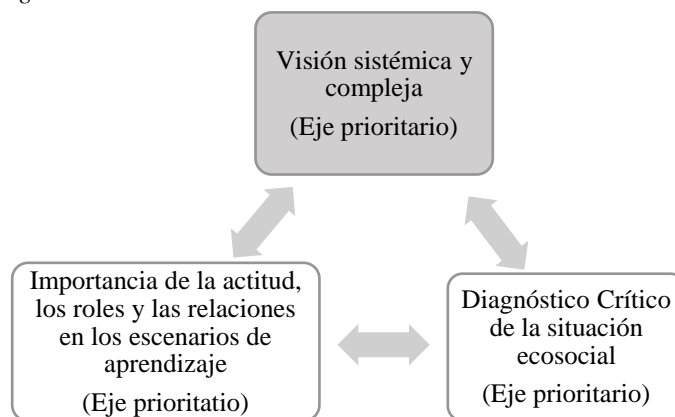 Visión sistémica y
compleja
(Eje prioritario)
Importancia de la actitud,
los roles y las relaciones
en los escenarios de
aprendizaje
(Eje prioritatio)
Diagnóstico Crítico
de la situación
ecosocial
(Eje prioritario)